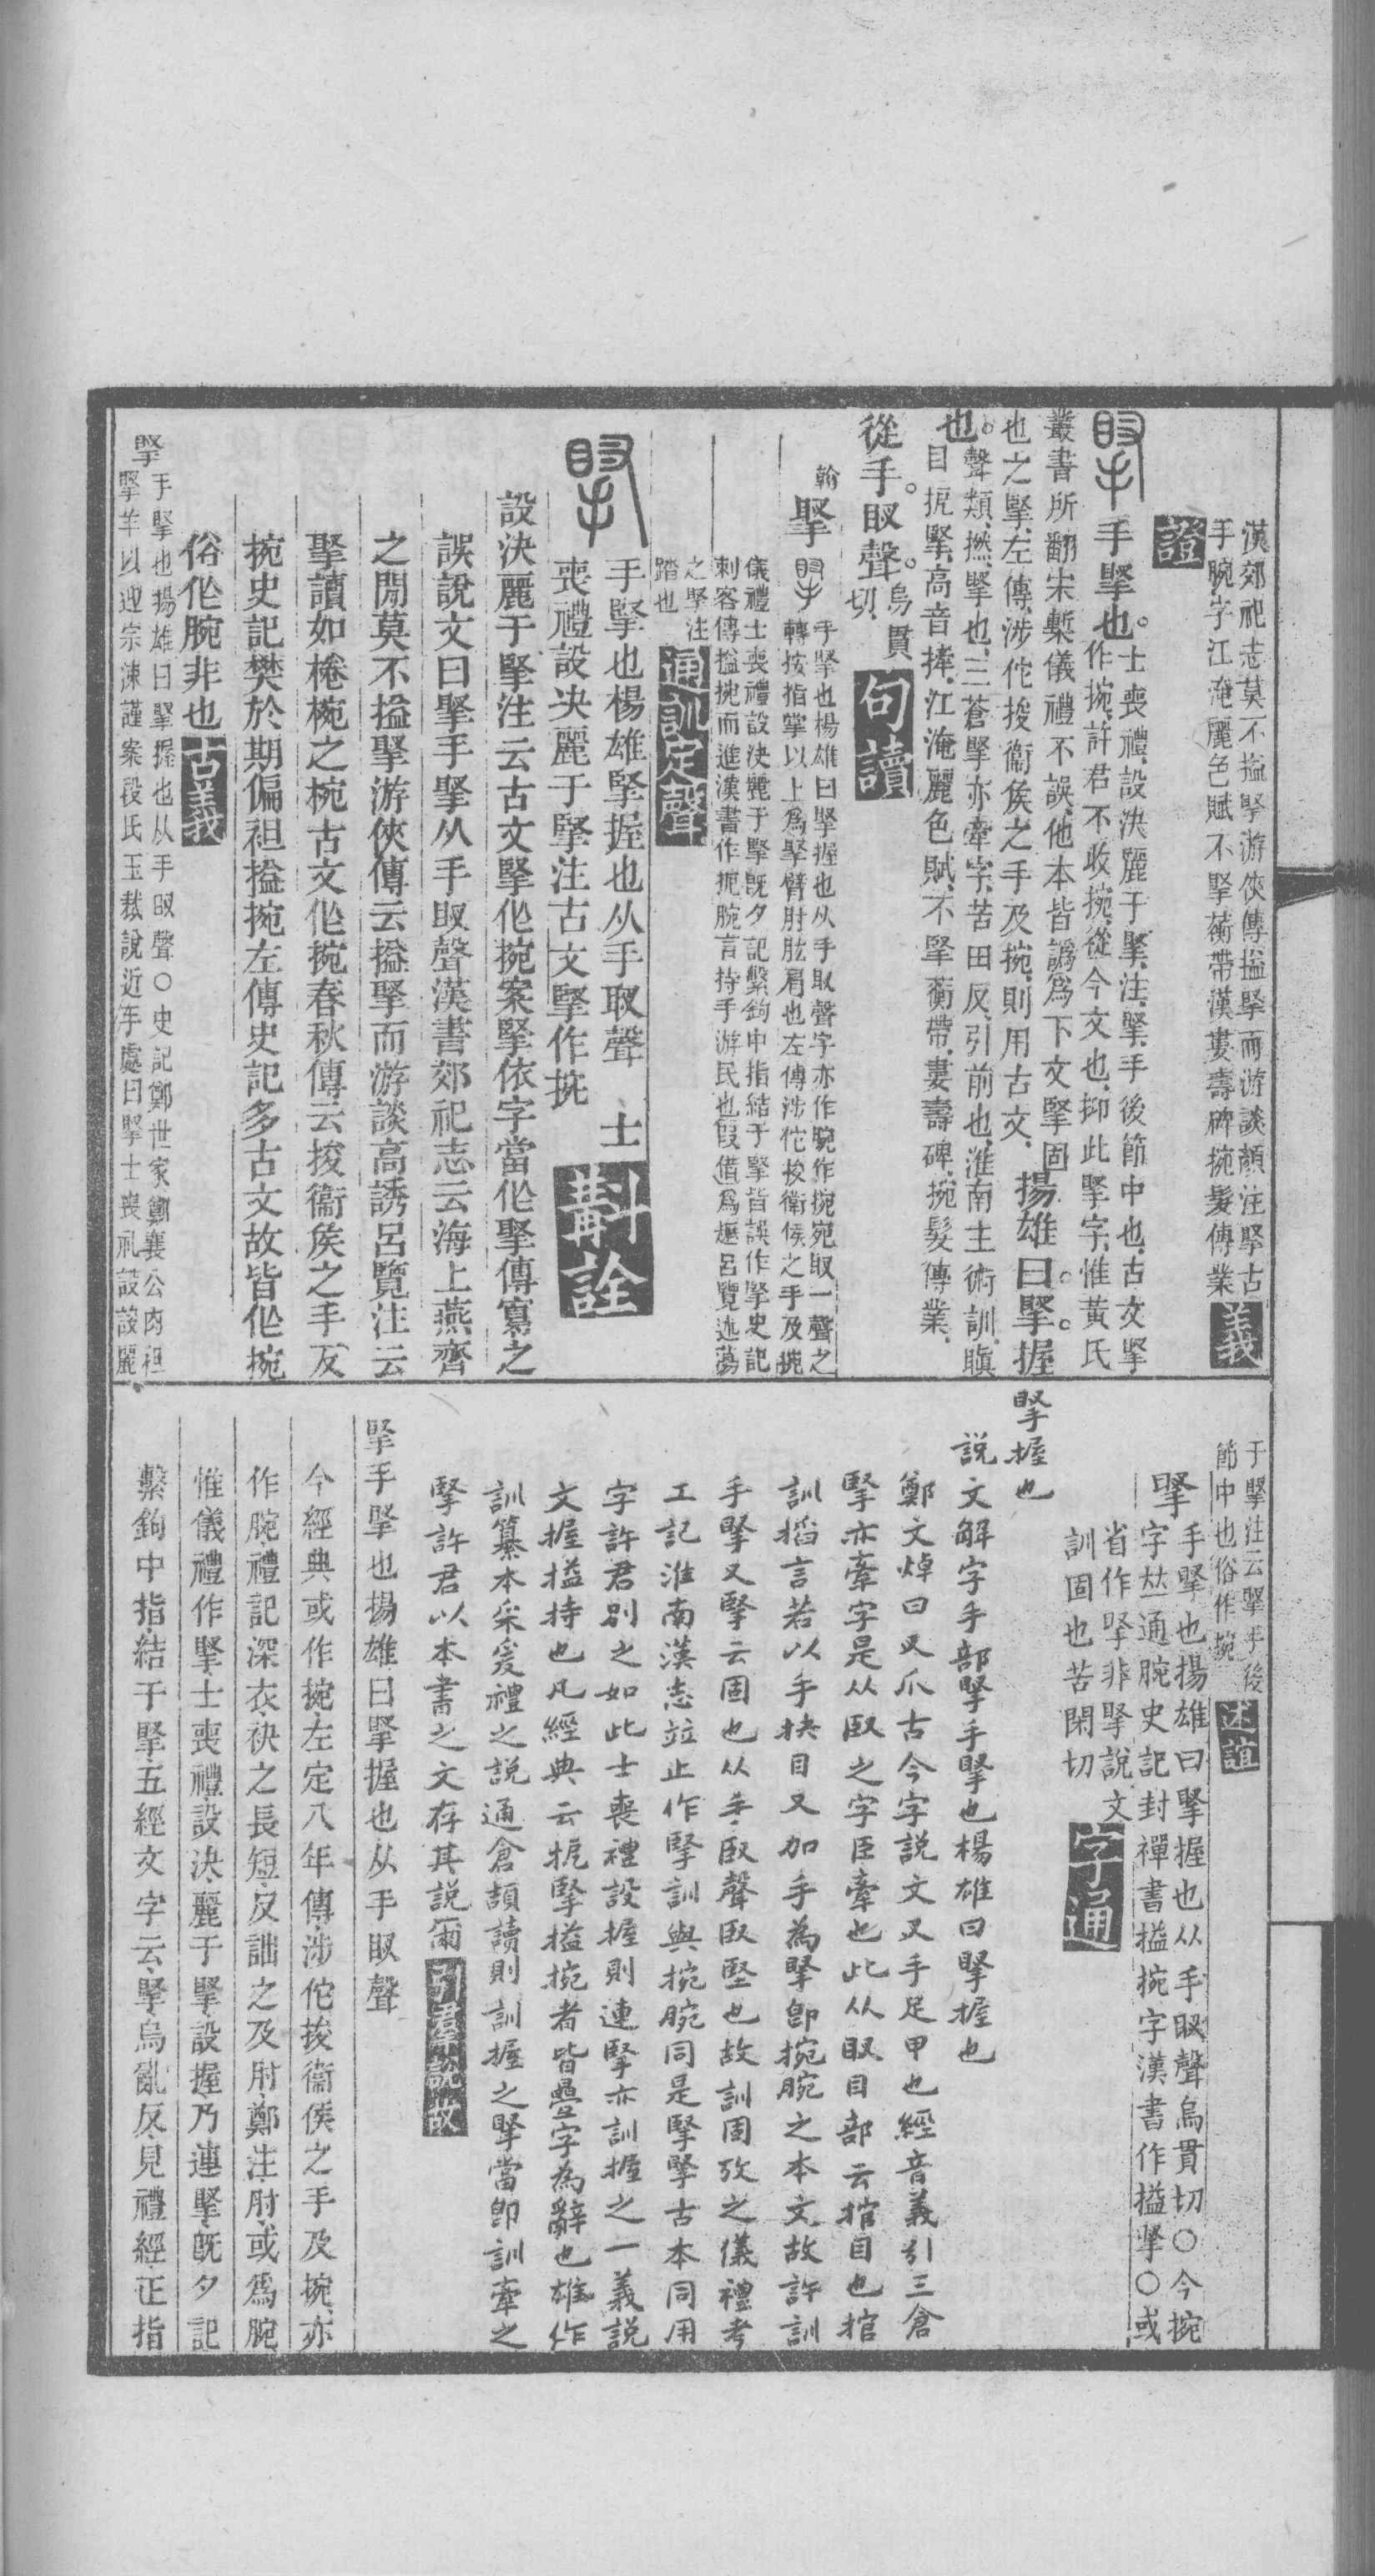 漢郊祀志莫不搤掔游俠傳搤掔而游談顏注掔古
手腕字江淹麗色賦不掔蘅帶漢婁壽碑捥髮傳業
義證
手掔也。士喪禮設決麗于掔注掔手後節中也古文掔
作捥許君不收捥從今文也抑此掔字惟黃氏
叢書所翻宋槧儀禮不誤他本皆譌爲下文堅固
也之掔左傳涉佗捘衞矦之手及捥則用古文
揚雄曰。掔。握
也。聲類撚掔也三蒼掔亦牽字苦田反引前也淮南主術訓瞋
目扼掔高音捧江淹麗色賦不掔蘅帶婁壽碑捥髮傳業
從手。𥄎聲。烏貫
切
句讀
翰
掔
手掔也楊雄曰掔握也从手𥄎聲字亦作腕作捥宛𥄎一聲之
轉按指掌以上爲掔臂肘肱肩也左傳涉佗捘衛侯之手及捥
儀禮士喪禮設決麗于掔既夕記繫鉤中指結于掔皆誤作掔史記
刺客傳搤捥而進漢書作扼腕言持手游民也假借爲 呂覽 蕩
之掔注
踏也
通訓定聲
手掔也楊雄掔握也从手𥄎聲 士
喪禮設決麗于掔注古文掔作捥
斠詮
設決麗于掔注云古文掔作捥案掔依字當作掔傳寫之
誤說文曰掔手掔从手𥄎聲漢書郊祀志云海上燕齊
之閒莫不搤掔游俠傳云搤掔而游談高誘呂覽注云
掔讀如棬椀之椀古文作捥春秋傳云捘衞矦之手及
捥史記樊於期偏袒搤捥左傳史記多古文故皆作捥
俗作腕非也
古義
掔
手掔也揚雄曰掔握也从手𥄎聲○史記鄭世家鄭襄公肉袒
掔羊以迎宗涑謹案段氏玉裁說近 處曰掔士喪礼設 麗
于掔注云掔手後
節中也俗作捥
述誼
掔
手掔也揚雄曰掔握也从手𥄎聲烏貫切○今捥
字𠀤通腕史記封禪書搤捥字漢書作搤掔○或
省作掔非掔說文
訓固也苦閑切
字通
掔握也
說文解字手部掔手掔也楊雄曰掔握也
鄭文焯曰叉爪古今字說文叉手足甲也經音義引三倉
掔亦牽字是从臤之字臣牽也此从𥄎目部云捾目也捾
訓搯言若以手抉目又加手為掔卽捥腕之本文故許訓
手掔又掔云固也从手臤聲臤堅也故訓固攷之儀禮考
工記淮南漢志竝止作掔訓與捥腕同是掔掔古本同用
字許君別之如此士喪禮設握則連掔亦訓握之一義說
文握搤持也凡經典云扼掔搤捥者皆疊字為辭也雄作
訓纂本采爰禮之說通倉頡讀則訓握之掔當卽訓牽之
掔許君以本書之文存其說爾
引羣說故
掔手掔也揚雄曰掔握也从手𥄎聲
今經典或作捥左定八年傳涉佗捘衞侯之手及捥亦
作腕禮記深衣袂之長短反詘之及肘鄭注肘或爲腕
惟儀禮作掔士喪禮設決麗于掔設握乃連掔旣夕記
繫鉤中指結于掔五經文字云掔烏亂反見禮經正指